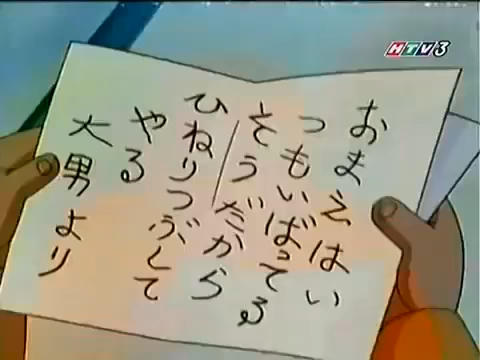 HTV3
おまえはい
つもいばってる
そうだから
ひねりつぶして
やる
大男より